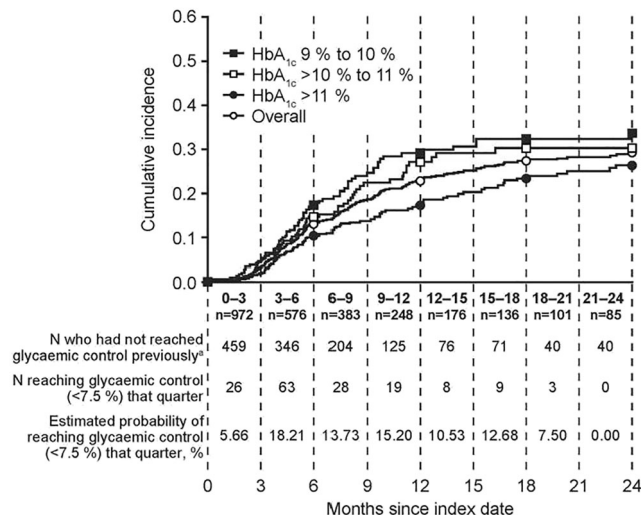 0.6
0.5
0.4
0.3
0.2
0.1
0.0
Cumulative incidence
HbA1c 9 % to 10 %
HbA1c >10 % to 11 %
HbA1c >11 %
Overall
0–3 3–6 6–9 9–12 12–15 15–18 18–21 21–24
n=972 n=576 n=383 n=248 n=176 n=136 n=101 n=85
N who had not reached
glycaemic control previouslyª 459 346 204 125 76 71 40 40
N reaching glycaemic control
(<7.5 %) that quarter 26 63 28 19 8 9 3 0
Estimated probability of
reaching glycaemic control 5.66 18.21 13.73 15.20 10.53 12.68 7.50 0.00
(<7.5 %) that quarter, %
0 3 6 9 12 15 18 21 24
Months since index date